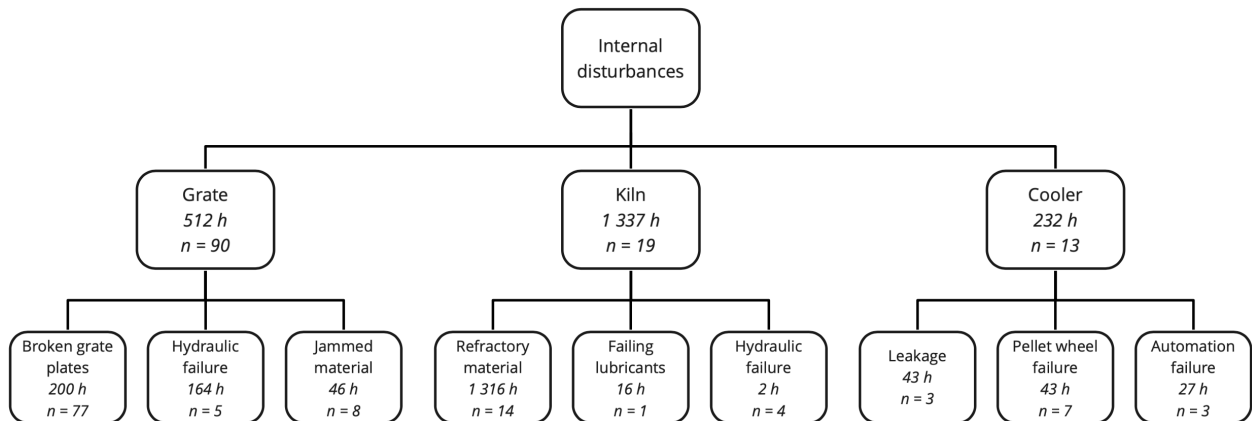 Internal
disturbances
Grate
512 h
n = 90
Kiln
1 337 h
n = 19
Cooler
232 h
n = 13
Broken grate
plates
200 h
n = 77
Hydraulic
failure
164 h
n = 5
Jammed
material
46 h
n = 8
Refractory
material
1 316 h
n = 14
Failing
lubricants
16 h
n = 1
Hydraulic
failure
2 h
n = 4
Leakage
43 h
n = 3
Pellet wheel
failure
43 h
n = 7
Automation
failure
27 h
n = 3